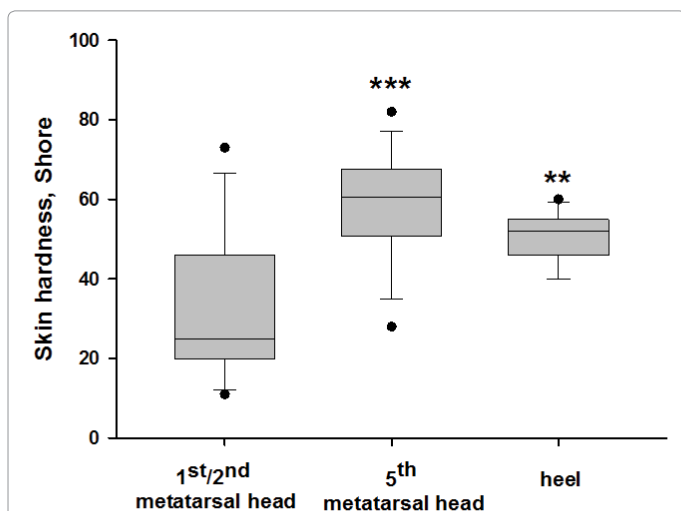 Skin hardness, Shore
100
80
60
40
20
0
***
**
1st/2nd
metatarsal head
5th
metatarsal head
heel